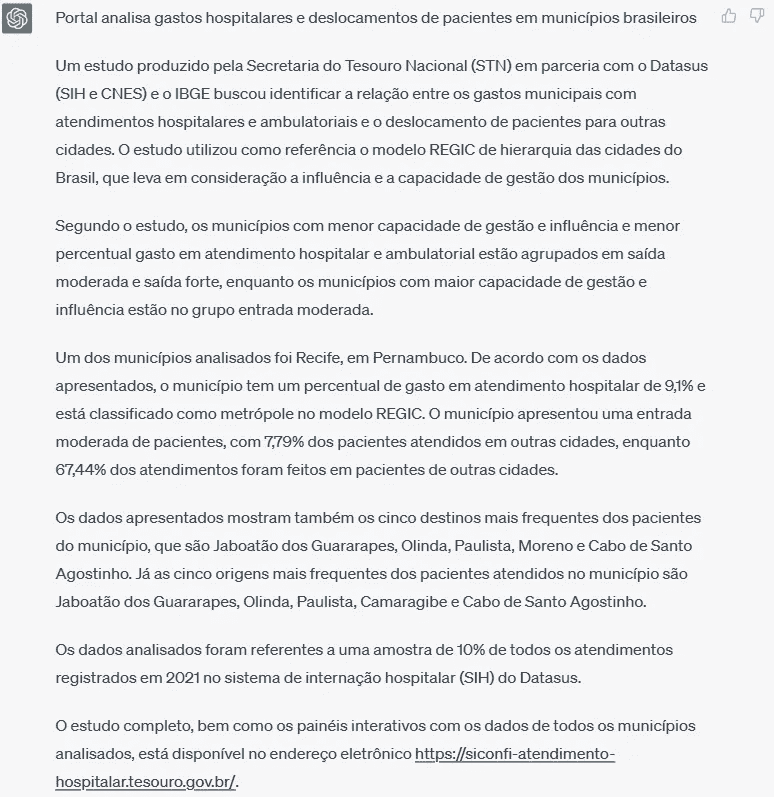 Portal analisa gastos hospitalares e deslocamentos de pacientes em municípios brasileiros
Um estudo produzido pela Secretaria do Tesouro Nacional (STN) em parceria com o Datasus
(SIH e CNES) e o IBGE buscou identificar a relação entre os gastos municipais com
atendimentos hospitalares e ambulatoriais e o deslocamento de pacientes para outras
cidades. O estudo utilizou como referência o modelo REGIC de hierarquia das cidades do
Brasil, que leva em consideração a influência e a capacidade de gestão dos municípios.
Segundo o estudo, os municípios com menor capacidade de gestão e influência e menor
percentual gasto em atendimento hospitalar e ambulatorial estão agrupados em saída
moderada e saída forte, enquanto os municípios com maior capacidade de gestão e
influência estão no grupo entrada moderada.
Um dos municípios analisados foi Recife, em Pernambuco. De acordo com os dados
apresentados, o município tem um percentual de gasto em atendimento hospitalar de 9,1% e
está classificado como metrópole no modelo REGIC. O município apresentou uma entrada
moderada de pacientes, com 7,79% dos pacientes atendidos em outras cidades, enquanto
67,44% dos atendimentos foram feitos em pacientes de outras cidades.
Os dados apresentados mostram também os cinco destinos mais frequentes dos pacientes
do município, que são Jaboatão dos Guararapes, Olinda, Paulista, Moreno e Cabo de Santo
Agostinho. Já as cinco origens mais frequentes dos pacientes atendidos no município são
Jaboatão dos Guararapes, Olinda, Paulista, Camaragibe e Cabo de Santo Agostinho.
Os dados analisados foram referentes a uma amostra de 10% de todos os atendimentos
registrados em 2021 no sistema de internação hospitalar (SIH) do Datasus.
O estudo completo, bem como os painéis interativos com os dados de todos os municípios
analisados, está disponível no endereço eletrônico https://siconfi-atendimento-
hospitalar.tesouro.gov.br/.